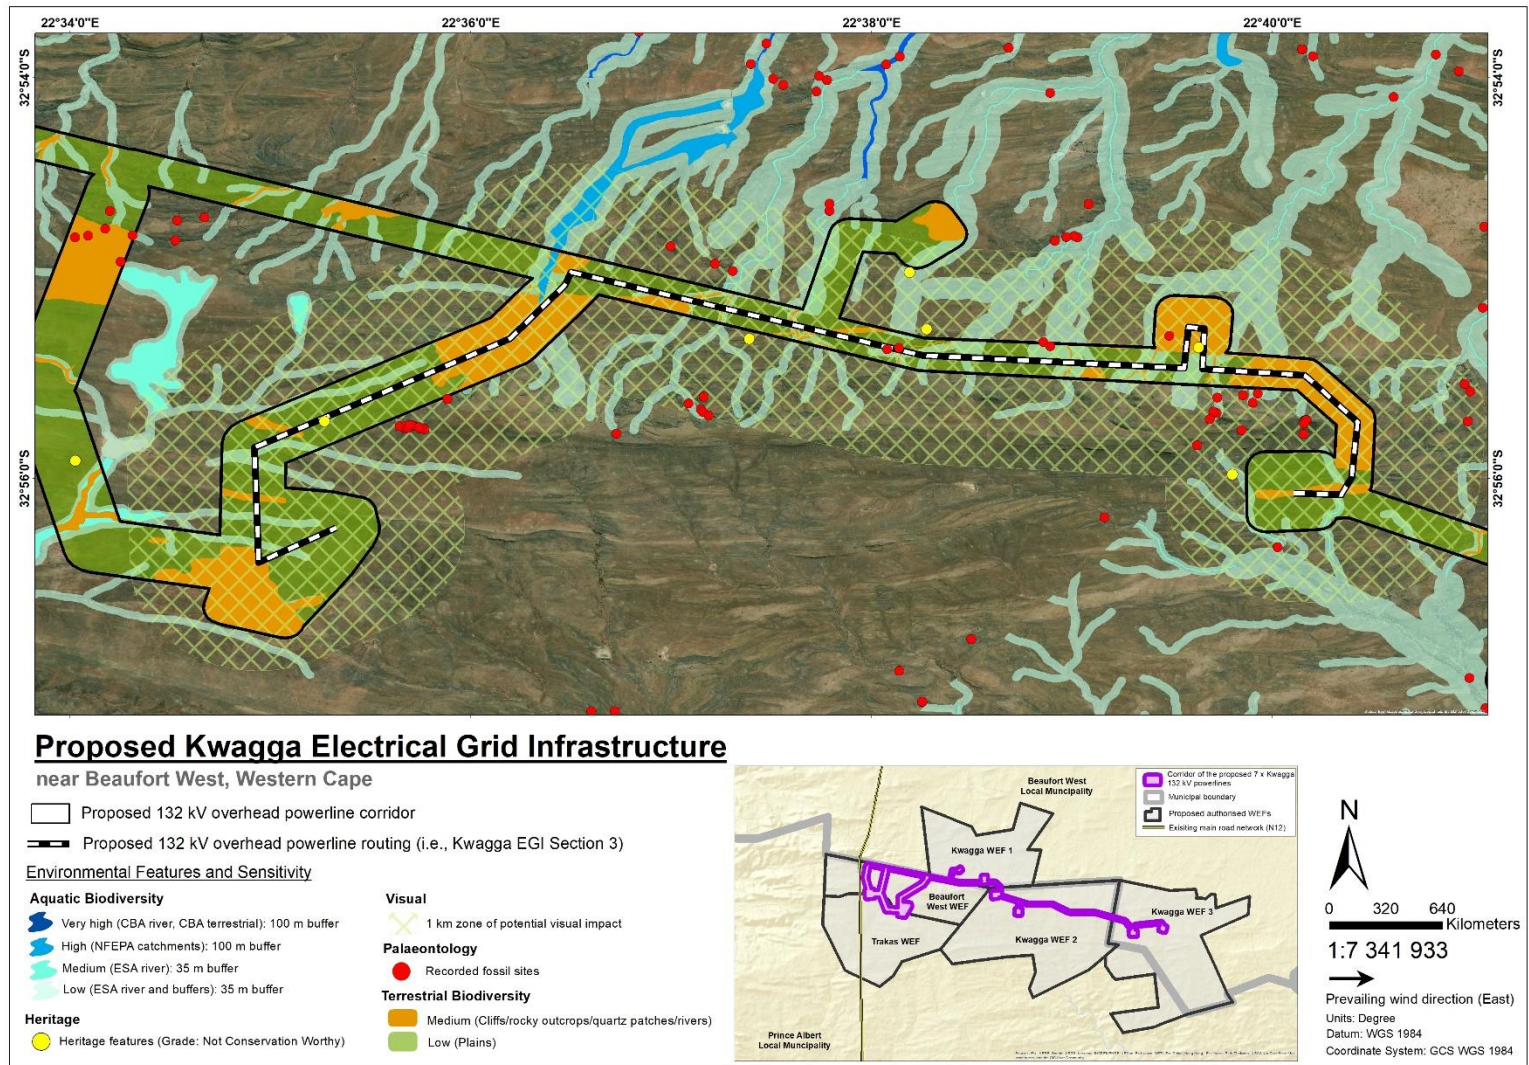 22°34'0"E
22°36'0"E
22°38'0"E
22°40'0"E
32°54'0"S
32°54'0"S
32°56'0"S
32°56'0"S
Proposed Kwagga Electrical Grid Infrastructure
near Beaufort West, Western Cape
Proposed 132 kV overhead powerline corridor
Proposed 132 kV overhead powerline routing (i.e., Kwagga EGI Section 3)
Environmental Features and Sensitivity
Aquatic Biodiversity
Very high (CBA river, CBA terrestrial): 100 m buffer
High (NFEPA catchments): 100 m buffer
Medium (ESA river): 35 m buffer
Low (ESA river and buffers): 35 m buffer
Heritage
Heritage features (Grade: Not Conservation Worthy)
Visual
1 km zone of potential visual impact
Palaeontology
Recorded fossil sites
Terrestrial Biodiversity
Medium (Cliffs/rocky outcrops/quartz patches/rivers)
Low (Plains)
Beaufort West
Local Muncipality
Kwagga WEF 1
Beaufort
West WEF
Trakas WEF
Kwagga WEF 2
Kwagga WEF 3
Prince Albert
Local Muncipality
Corridor of the proposed 7 x Kwagga
132 kV powerlines
Municipal boundary
Proposed authorised WEFs
Exisiting main road network (N12)
N
0 320 640
Kilometers
1:7 341 933
Prevailing wind direction (East)
Units: Degree
Datum: WGS 1984
Coordinate System: GCS WGS 1984